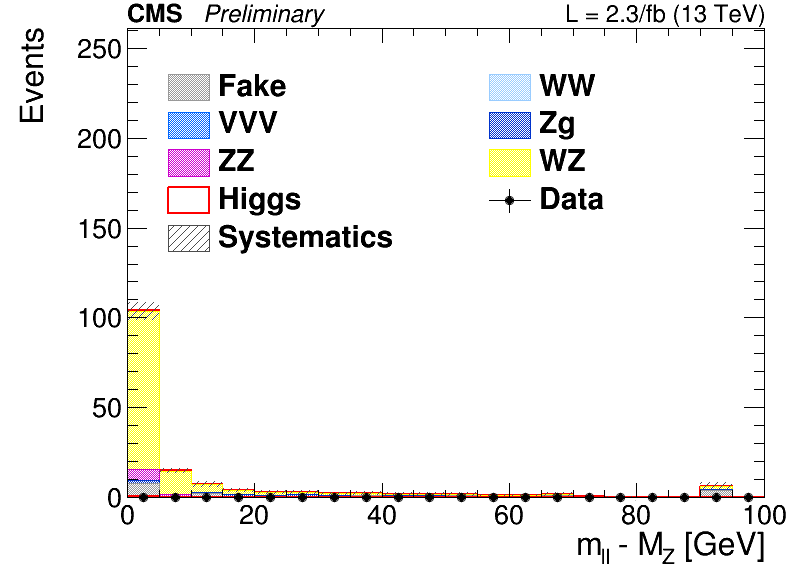 CMS Preliminary L = 2.3/fb (13 TeV)
Events
250
200
150
100
50
0
Fake WW
VVV Zg
ZZ WZ
Higgs Data
Systematics
0 20 40 60 80 100
m_ll - M_Z [GeV]